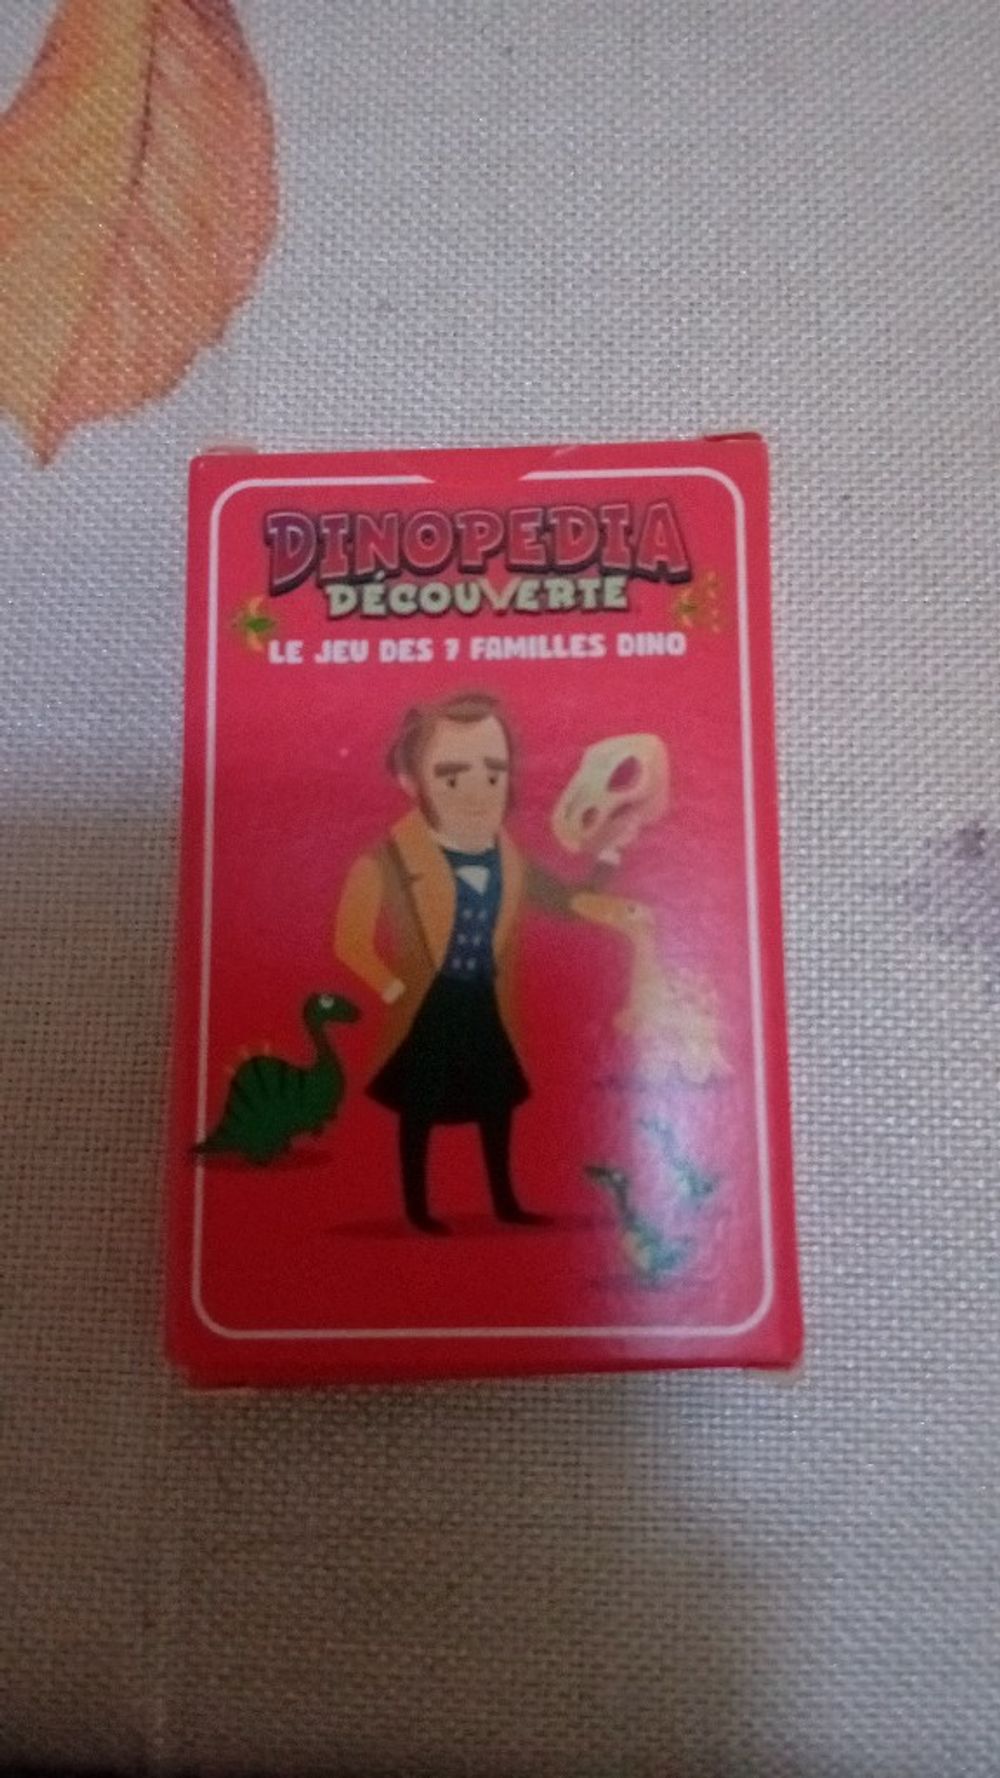 DINOPEDIA
DÉCOUVERTE
LE JEU DES 7 FAMILLES DINO